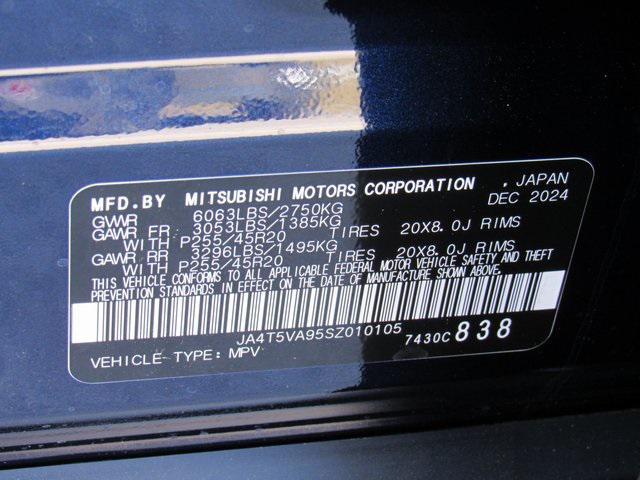 MFD.BY MITSUBISHI MOTORS CORPORATION . JAPAN
DEC 2024
GVWR 6063LBS/2750KG
GAWR FR 3053LBS/1385KG
WITH P255/45R20 TIRES 20X8.0J RIMS
GAWR RR 3296LBS/1495KG
WITH P255/45R20 TIRES 20X8.0J RIMS
THIS VEHICLE CONFORMS TO ALL APPLICABLE FEDERAL MOTOR VEHICLE SAFETY AND THEFT
PREVENTION STANDARDS IN EFFECT ON THE DATE OF MANUFACTURE SHOWN ABOVE.
JA4T5VA95SZ010105 7430C 838
VEHICLE TYPE: MPV